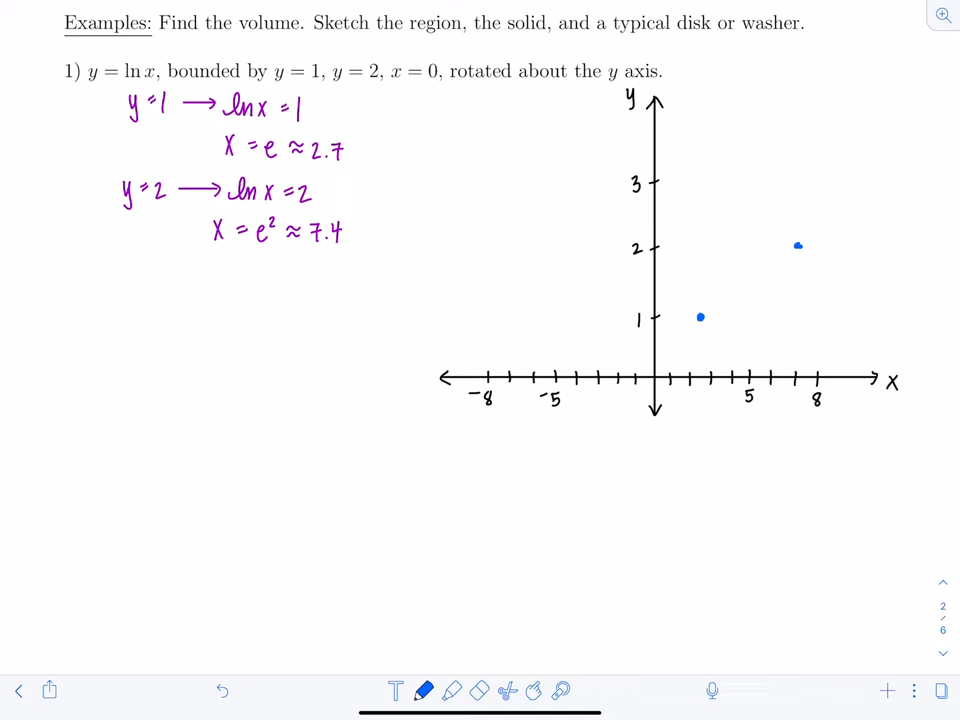 Examples: Find the volume. Sketch the region, the solid, and a typical disk or washer.
1) y = ln x, bounded by y = 1, y = 2, x = 0, rotated about the y axis.
y = 1 → ln x = 1
x = e ≈ 2.7
y = 2 → ln x = 2
x = e² ≈ 7.4
y
3
2
1
x
-8 -5 5 8
2
/
6
T